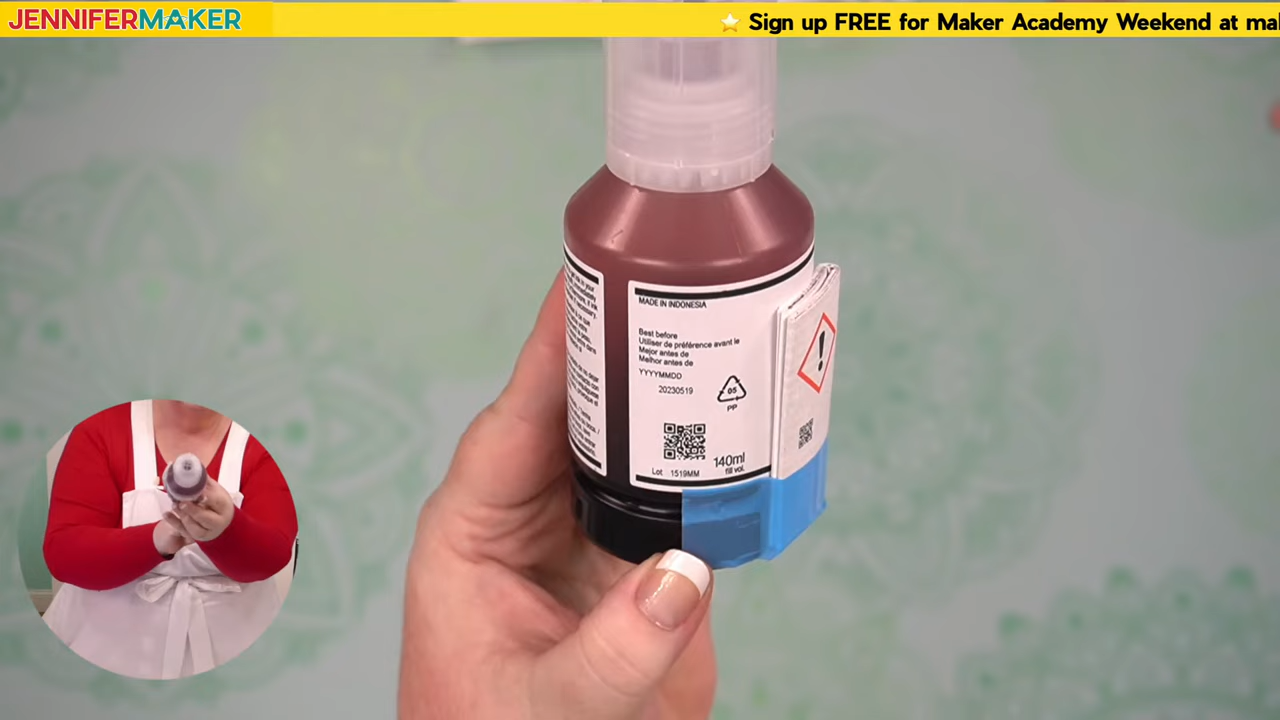 JENNIFERMAKER
⭐ Sign up FREE for Maker Academy Weekend at mal
MADE IN INDONESIA
Best before
Utiliser de préférence avant le
Mejor antes de
Melhor antes de
YYYYMMDD
20230519
05
PP
140ml
fill vol.
Lot 1519MM